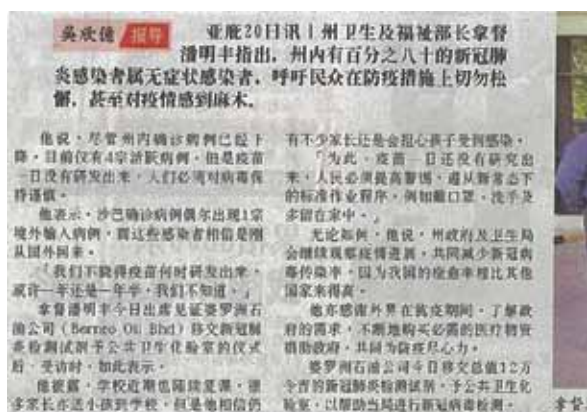 吴欣倚 报导
亚庇20日讯｜州卫生及福祉部长拿督
潘明丰指出，州内有百分之八十的新冠肺
炎感染者属无症状感染者，呼吁民众在防疫措施上切勿松
懈，甚至对疫情感到麻木。
他说，尽管州内确诊病例已经下
降，目前仅有4宗活跃病例，但是疫苗
一日没有研发出来，人们必须对病毒保
持谨慎。
他表示，沙巴确诊病例偶尔出现1宗
境外输入病例，而这些感染者相信是刚
从国外回来。
「我们不晓得疫苗何时研发出来，
或许一年还是一年半，我们不知道。」
拿督潘明丰今日出席见证婆罗洲石
油公司（Borneo Oil Bhd）移交新冠肺
炎检测试剂予公共卫生化验室的仪式
后，受访时，如此表示。
他披露，学校近期也陆续复课，很
多家长亦送小孩到学校，但是他相信仍
有不少家长还是会担心孩子受到感染。
「为此，疫苗一日还没有研究出
来，人民必须提高警惕，遵从新常态下
的标准作业程序，例如戴口罩、洗手及
多留在家中。」
无论如何，他说，州政府及卫生局
会继续观察疫情进展，共同减少新冠病
毒传染率，因为我国的检愈率相比其他
国家来得高。
他亦感谢外界在抗疫期间，了解政
府的需求，不断地购买必需的医疗物资
捐助政府，共同为防疫尽心力。
婆罗洲石油公司今日移交总值12万
令吉的新冠肺炎检测试剂，予公共卫生化
验室，以帮助当局进行新冠病毒检测。
拿督